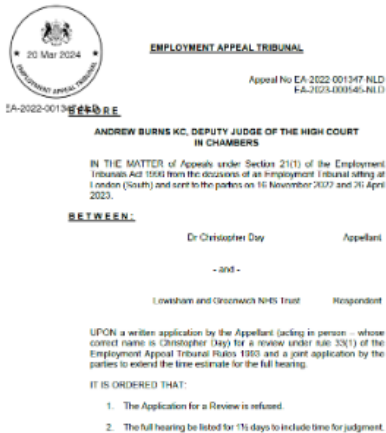 20 Mar 2024
EMPLOYMENT APPEAL TRIBUNAL
EMPLOYMENT APPEAL TRIBUNAL
Appeal No EA-2022-001347-NLD
EA-2023-000545-NLD
EA-2022-001347-NLD
BEFORE
ANDREW BURNS KC, DEPUTY JUDGE OF THE HIGH COURT
IN CHAMBERS
IN THE MATTER of Appeals under Section 21(1) of the Employment
Tribunals Act 1996 from the decisions of an Employment Tribunal sitting at
London (South) and sent to the parties on 16 November 2022 and 26 April
2023.
BETWEEN:
Dr Christopher Day Appellant
- and -
Lewisham and Greenwich NHS Trust Respondent
UPON a written application by the Appellant (acting in person – whose
correct name is Christopher Day) for a review under rule 33(1) of the
Employment Appeal Tribunal Rules 1993 and a joint application by the
parties to extend the time estimate for the full hearing.
IT IS ORDERED THAT:
1. The Application for a Review is refused.
2. The full hearing be listed for 1½ days to include time for judgment.